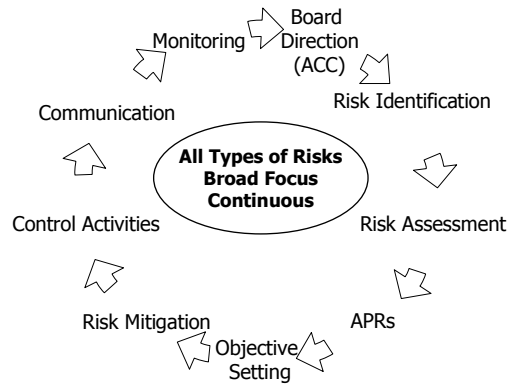 Board
Direction
(ACC)
Risk Identification
Risk Assessment
APRs
Objective
Setting
Risk Mitigation
Control Activities
Communication
Monitoring
All Types of Risks
Broad Focus
Continuous